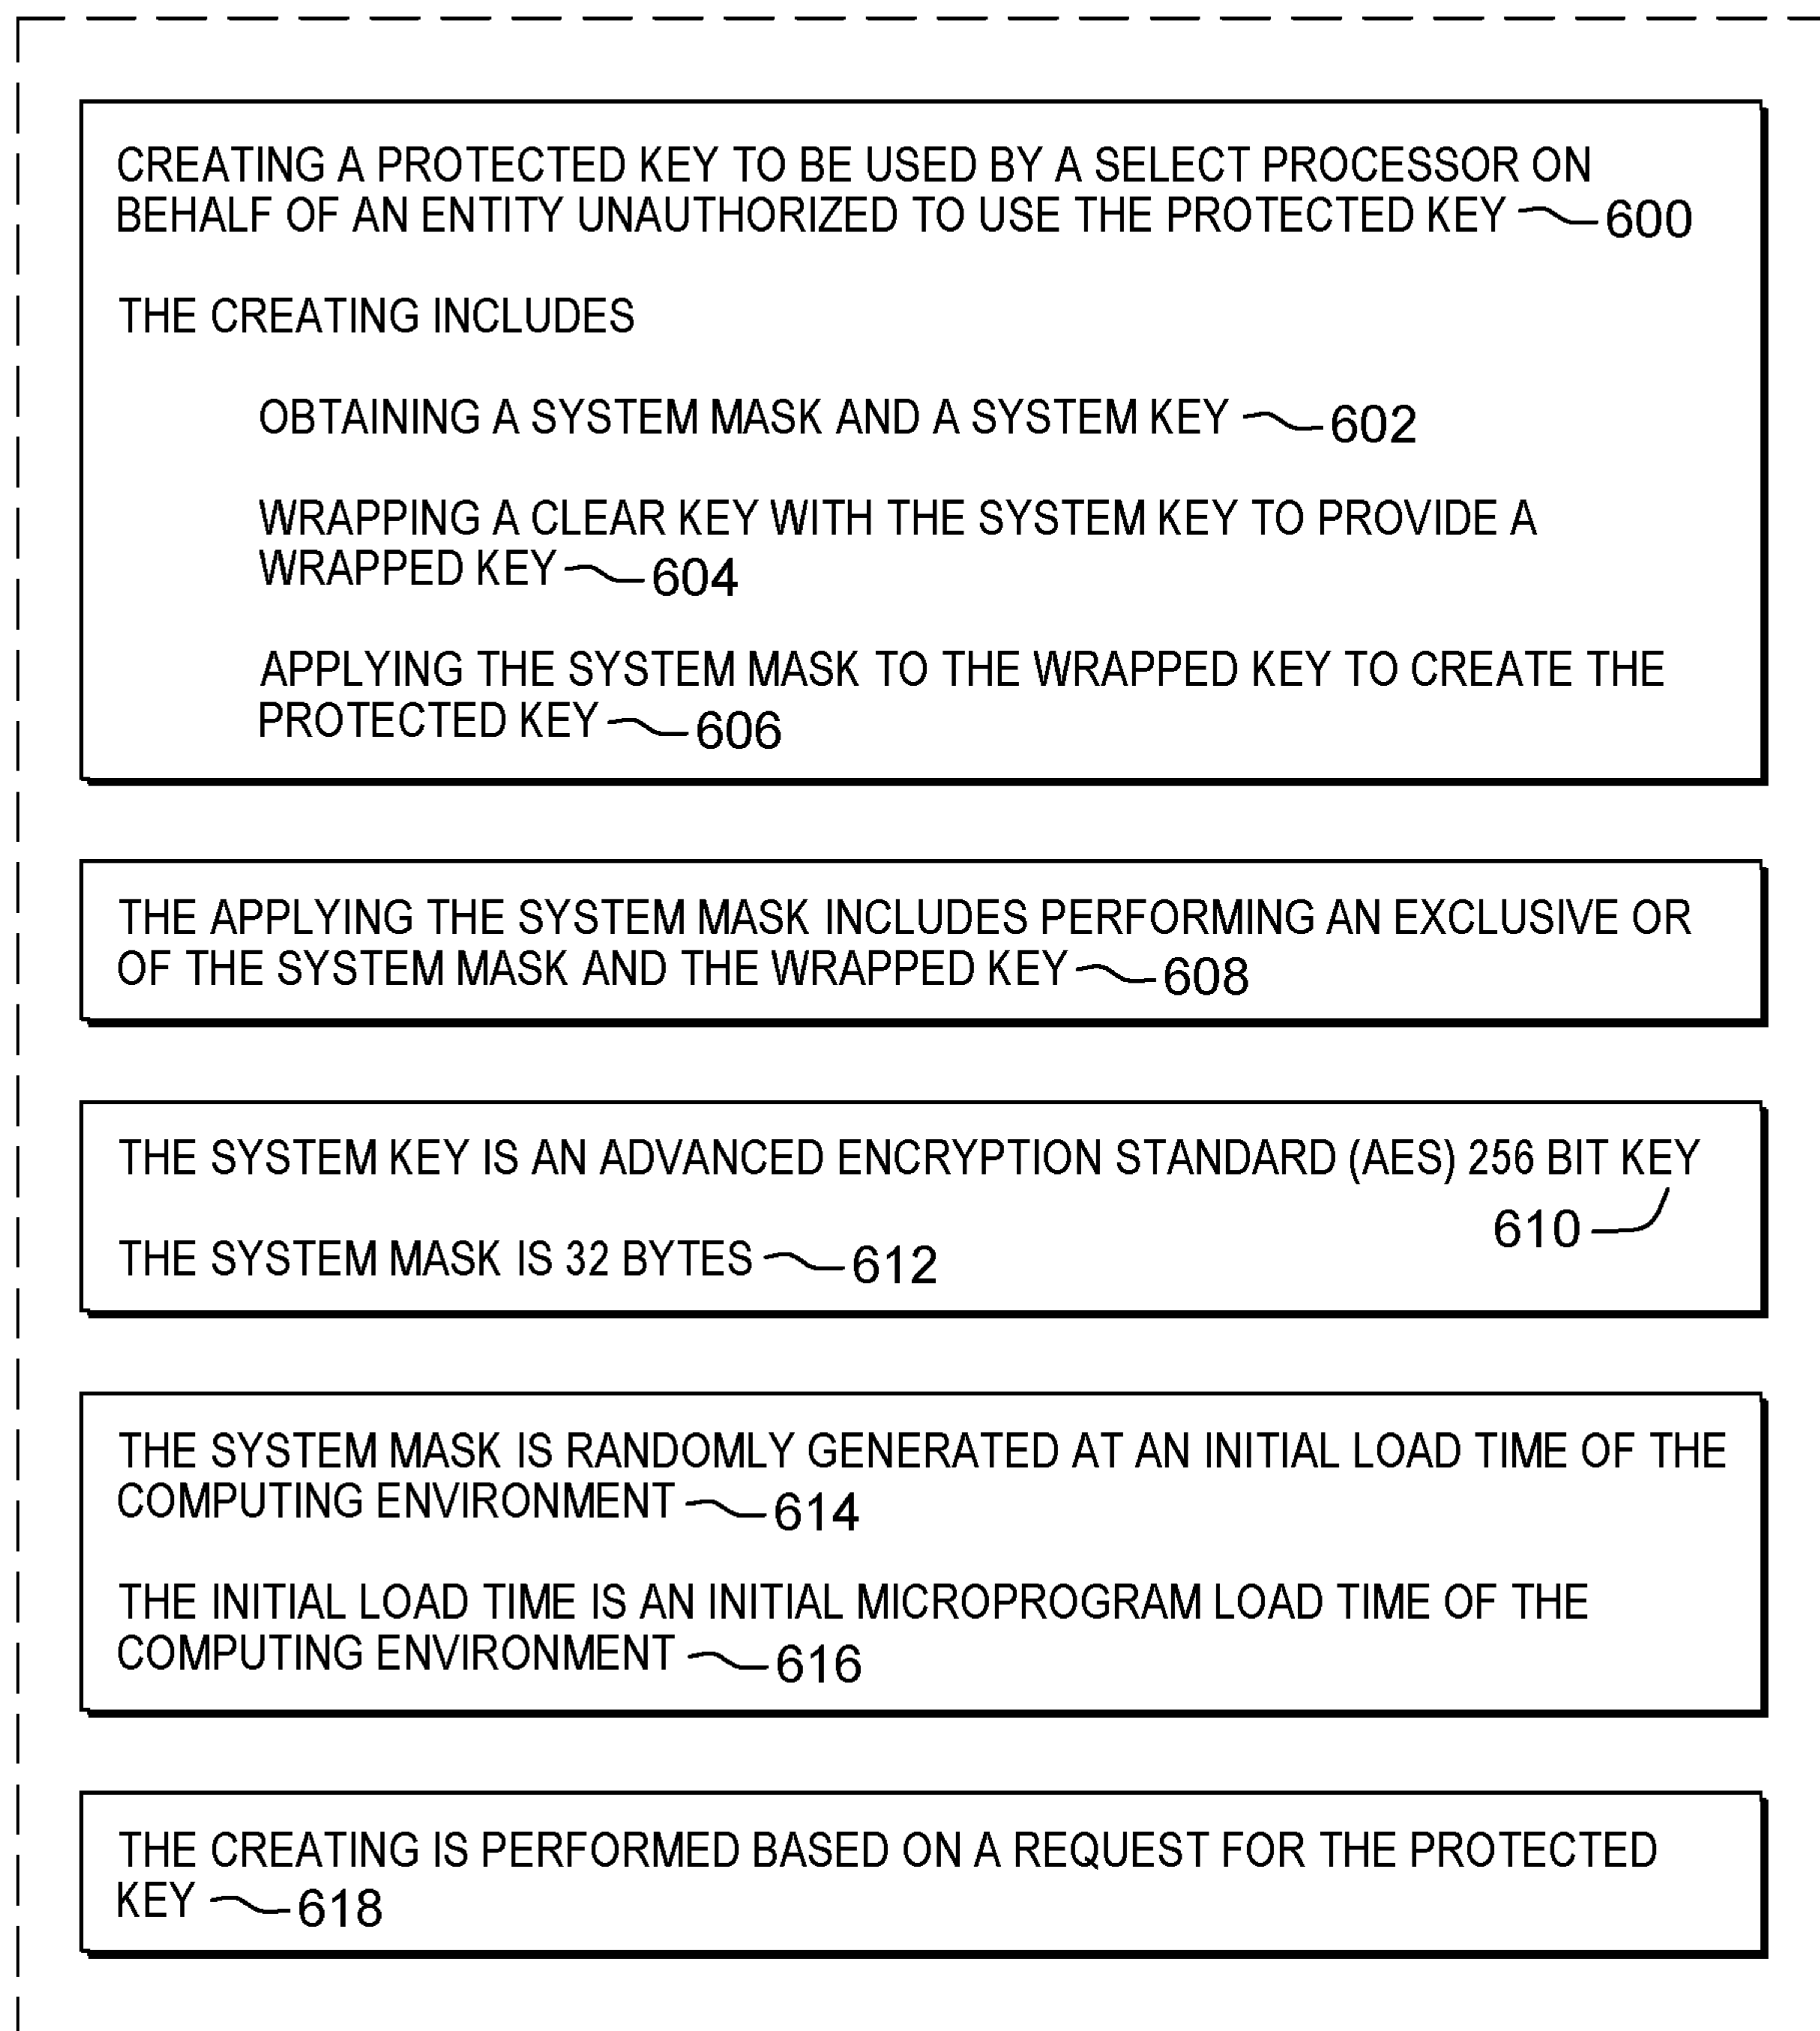 CREATING A PROTECTED KEY TO BE USED BY A SELECT PROCESSOR ON
BEHALF OF AN ENTITY UNAUTHORIZED TO USE THE PROTECTED KEY 600
THE CREATING INCLUDES
OBTAINING A SYSTEM MASK AND A SYSTEM KEY 602
WRAPPING A CLEAR KEY WITH THE SYSTEM KEY TO PROVIDE A
WRAPPED KEY 604
APPLYING THE SYSTEM MASK TO THE WRAPPED KEY TO CREATE THE
PROTECTED KEY 606
THE APPLYING THE SYSTEM MASK INCLUDES PERFORMING AN EXCLUSIVE OR
OF THE SYSTEM MASK AND THE WRAPPED KEY 608
THE SYSTEM KEY IS AN ADVANCED ENCRYPTION STANDARD (AES) 256 BIT KEY
610
THE SYSTEM MASK IS 32 BYTES 612
THE SYSTEM MASK IS RANDOMLY GENERATED AT AN INITIAL LOAD TIME OF THE
COMPUTING ENVIRONMENT 614
THE INITIAL LOAD TIME IS AN INITIAL MICROPROGRAM LOAD TIME OF THE
COMPUTING ENVIRONMENT 616
THE CREATING IS PERFORMED BASED ON A REQUEST FOR THE PROTECTED
KEY 618